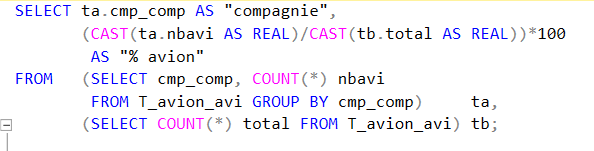 SELECT ta.cmp_comp AS "compagnie",
(CAST(ta.nbavi AS REAL)/CAST(tb.total AS REAL))*100
AS "% avion"
FROM (SELECT cmp_comp, COUNT(*) nbavi
FROM T_avion_avi GROUP BY cmp_comp) ta,
(SELECT COUNT(*) total FROM T_avion_avi) tb;